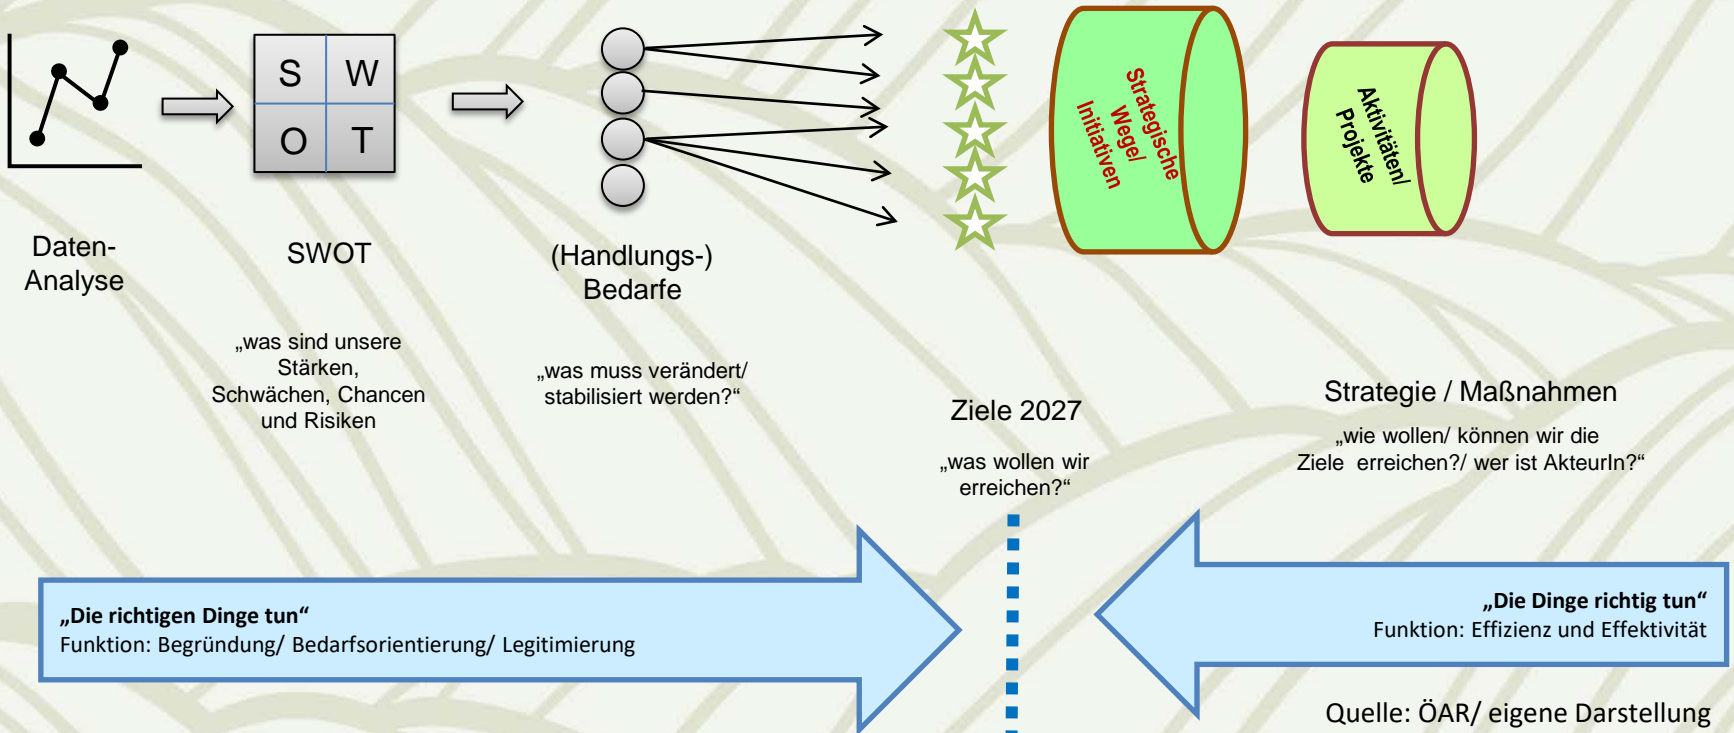 S W
O T
Strategische
Wege/
Initiativen
Aktivitäten/
Projekte
Daten-
Analyse
SWOT
(Handlungs-)
Bedarfe
„was sind unsere
Stärken,
Schwächen, Chancen
und Risiken
„was muss verändert/
stabilisiert werden?“
Ziele 2027
„was wollen wir
erreichen?“
Strategie / Maßnahmen
„wie wollen/ können wir die
Ziele erreichen?/ wer ist AkteurIn?“
„Die richtigen Dinge tun“
Funktion: Begründung/ Bedarfsorientierung/ Legitimierung
„Die Dinge richtig tun“
Funktion: Effizienz und Effektivität
Quelle: ÖAR/ eigene Darstellung